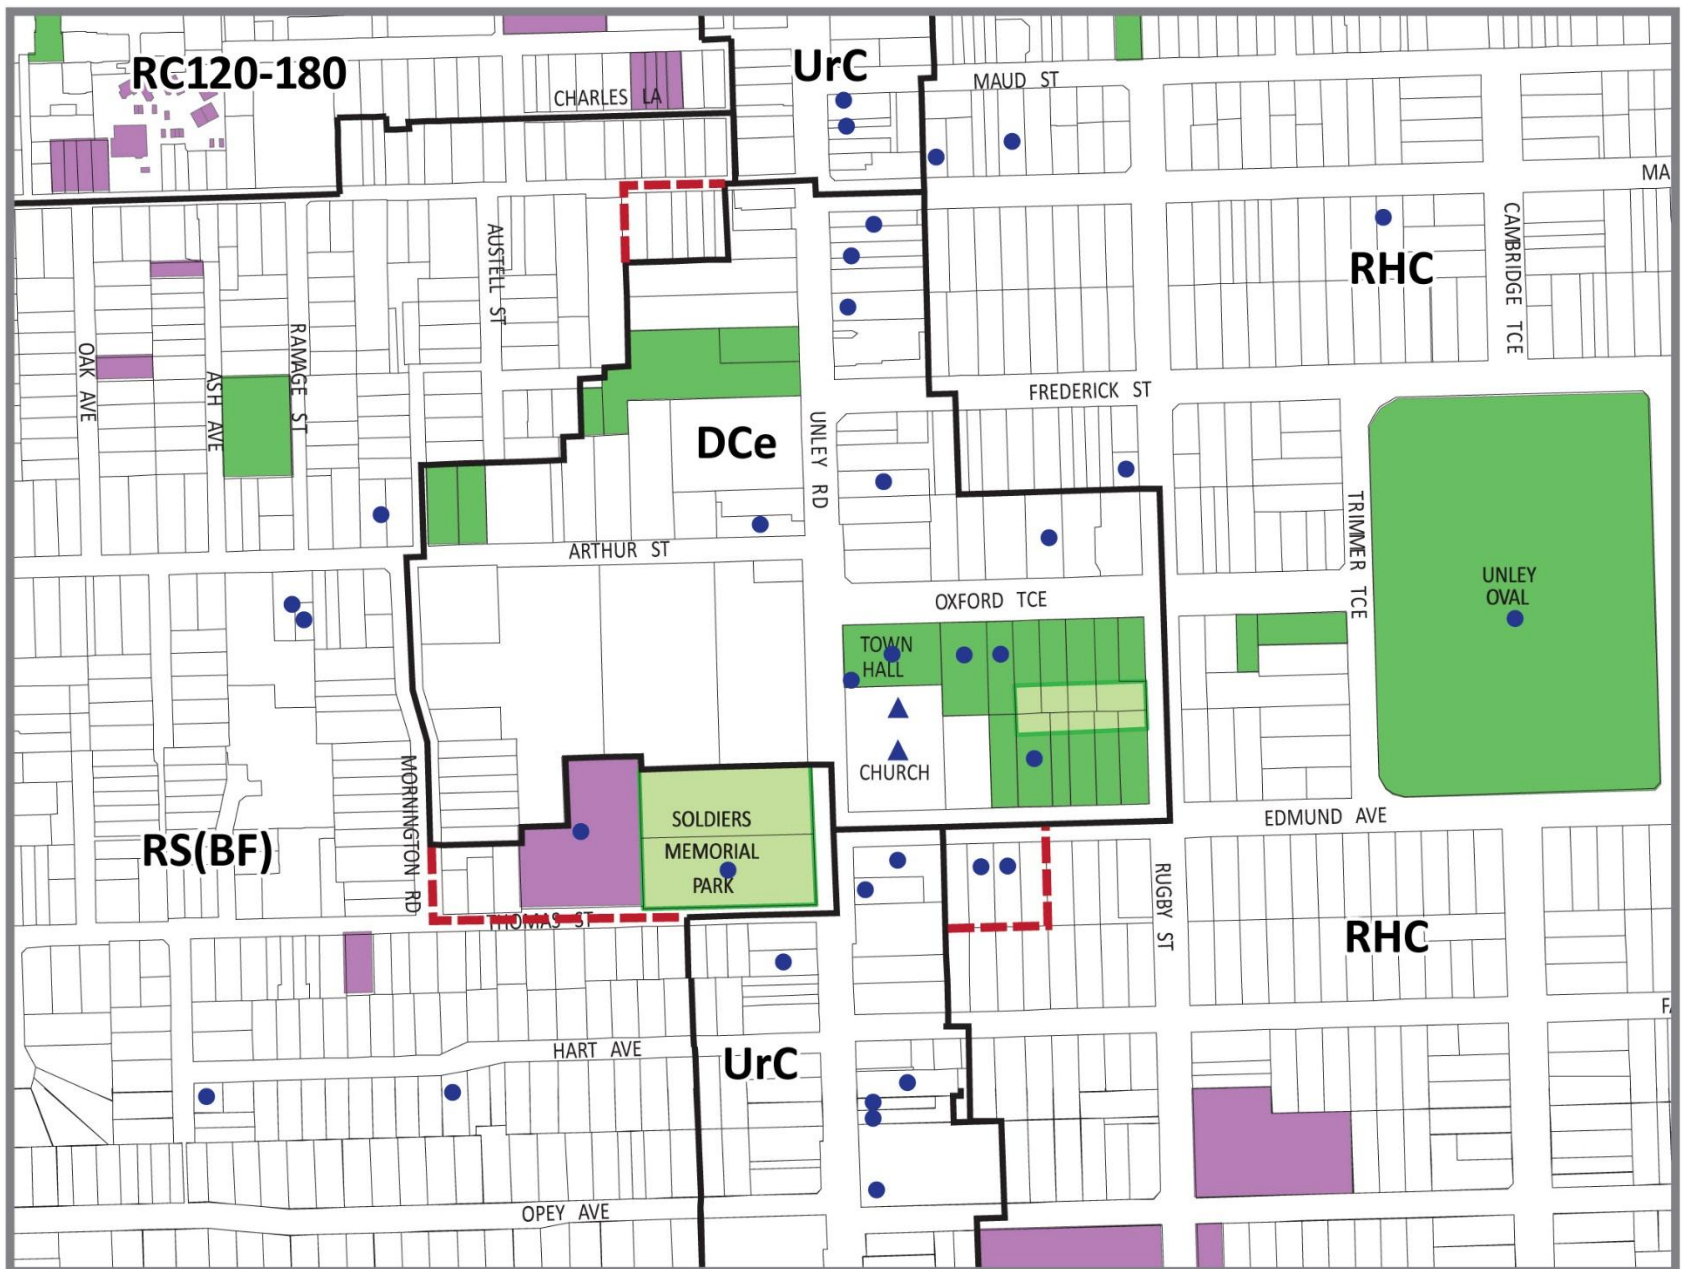 RC120-180
UrC
MAUD ST
CHARLES LA
MA
AUSTELL ST
CAMBRIDGE TCE
RHC
OAK AVE
ASH AVE
RAMAGE ST
FREDERICK ST
DCe
UNLEY RD
TRIMMER TCE
ARTHUR ST
OXFORD TCE
UNLEY
OVAL
TOWN
HALL
CHURCH
MORNINGTON RD
RS(BF)
SOLDIERS
MEMORIAL
PARK
EDMUND AVE
THOMAS ST
RUGBY ST
RHC
FA
HART AVE
UrC
OPEY AVE